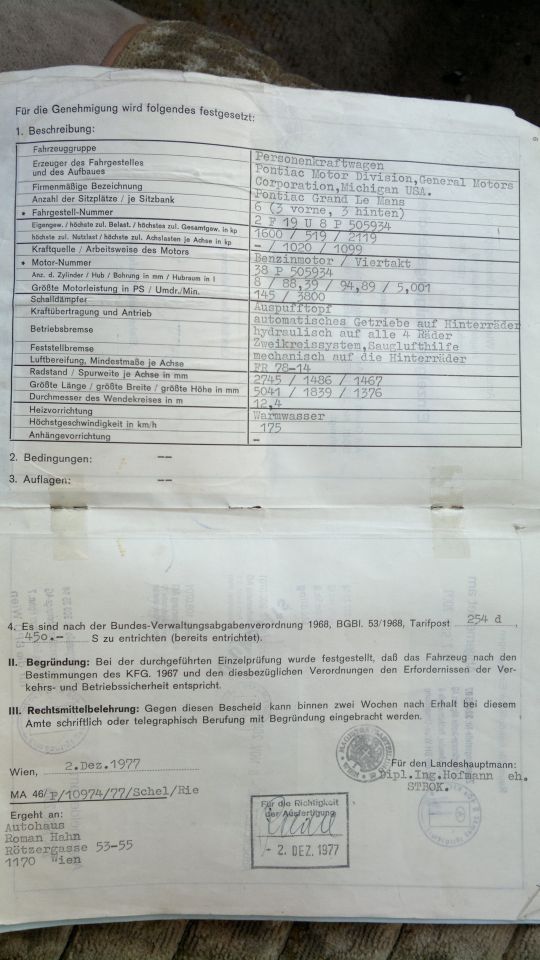 Für die Genehmigung wird folgendes festgesetzt:
1. Beschreibung:
Fahrzeuggruppe Personenkraftwagen
Erzeuger des Fahrgestelles Pontiac Motor Division,General Motors
und des Aufbaues Corporation,Michigan USA.
Firmenmäßige Bezeichnung Pontiac Grand Le Mans
Anzahl der Sitzplätze / je Sitzbank 6 (3 vorne, 3 hinten)
• Fahrgestell-Nummer 2 F 19 U 8 P 505934
Eigengew. / höchste zul. Belast. / höchstes zul. Gesamtgew. in kp 1600 / 519 / 2119
höchste zul. Nutzlast / höchste zul. Achslasten je Achse in kp - / 1020 / 1099
Kraftquelle / Arbeitsweise des Motors Benzinmotor / Viertakt
• Motor-Nummer 38 P 505934
Anz. d. Zylinder / Hub / Bohrung in mm / Hubraum in l 8 / 88,39 / 94,89 / 5,001
Größte Motorleistung in PS / Umdr./Min. 145 / 3800
Schalldämpfer Auspufftopf
Kraftübertragung und Antrieb automatisches Getriebe auf Hinterräder
Betriebsbremse hydraulisch auf alle 4 Räder
Zweikreissystem,Saugluffthilfe
Feststellbremse mechanisch auf die Hinterräder
Luftbereifung, Mindestmaße je Achse FR 78-14
Radstand / Spurweite je Achse in mm 2745 / 1486 / 1467
Größte Länge / größte Breite / größte Höhe in mm 5041 / 1839 / 1376
Durchmesser des Wendekreises in m 12,4
Heizvorrichtung Warmwasser
Höchstgeschwindigkeit in km/h 175
Anhängevorrichtung -
2. Bedingungen: --
3. Auflagen: --
4. Es sind nach der Bundes-Verwaltungsabgabenverordnung 1968, BGBl. 53/1968, Tarifpost 254 d ,
450.- S zu entrichten (bereits entrichtet).
II. Begründung: Bei der durchgeführten Einzelprüfung wurde festgestellt, daß das Fahrzeug nach den
Bestimmungen des KFG. 1967 und den diesbezüglichen Verordnungen den Erfordernissen der Ver-
kehrs- und Betriebssicherheit entspricht.
III. Rechtsmittelbelehrung: Gegen diesen Bescheid kann binnen zwei Wochen nach Erhalt bei diesem
Amte schriftlich oder telegraphisch Berufung mit Begründung eingebracht werden.
Wien, 2.Dez.1977
Für den Landeshauptmann:
Dipl.Ing.Hofmann eh.
STBOK.
MA 46/P/10974/77/Schel/Rie
Ergeht an:
Autohaus
Roman Hahn
Rötzergasse 53-55
1170 Wien
Für die Richtigkeit
der Ausfertigung
- 2. DEZ. 1977